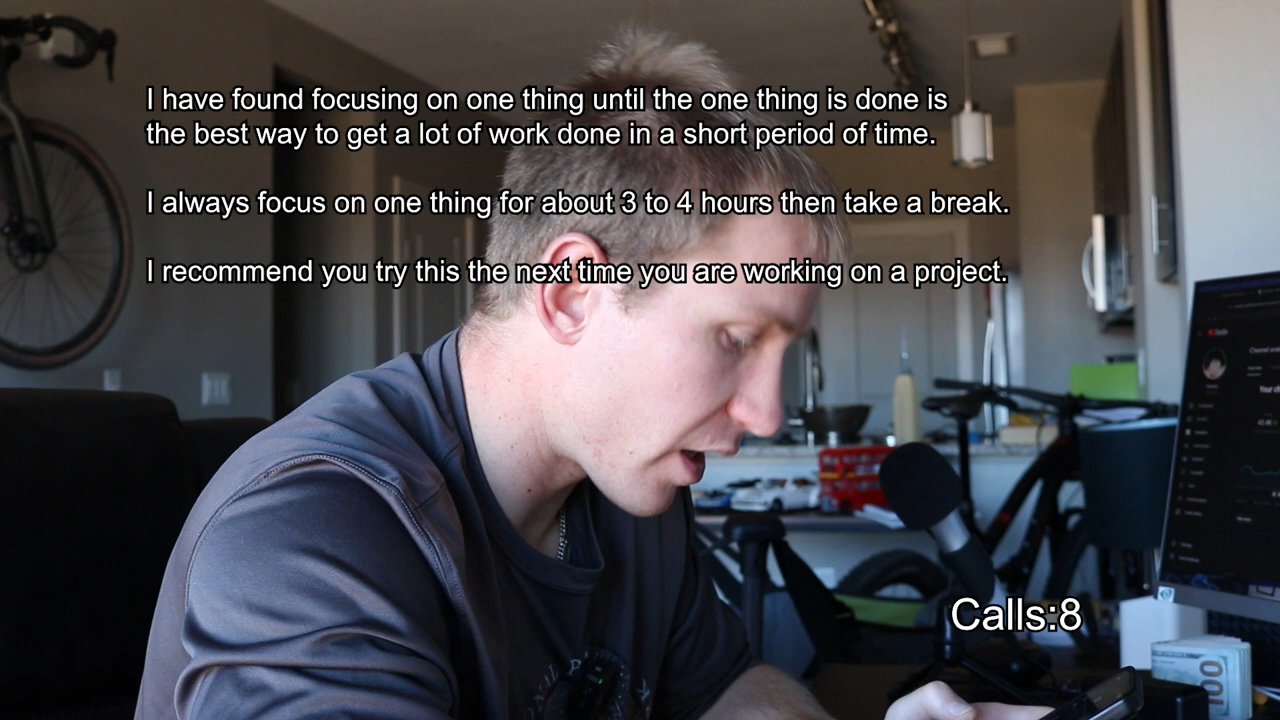 I have found focusing on one thing until the one thing is done is
the best way to get a lot of work done in a short period of time.
I always focus on one thing for about 3 to 4 hours then take a break.
I recommend you try this the next time you are working on a project.
Calls:8
100